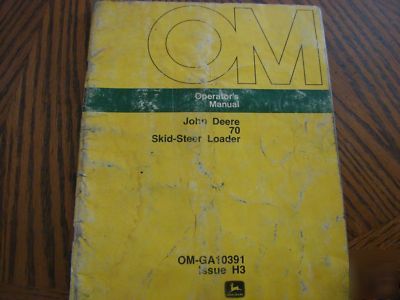 OM
Operator's
Manual
John Deere
70
Skid-Steer Loader
OM-GA10391
Issue H3